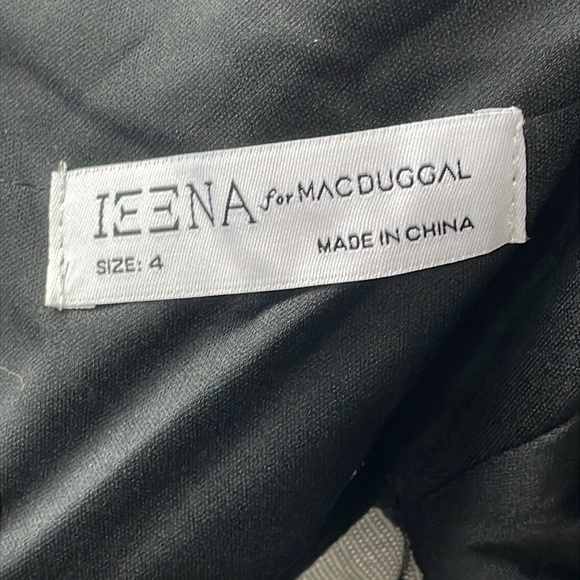 IEENA for MACDUGGAL
SIZE: 4
MADE IN CHINA